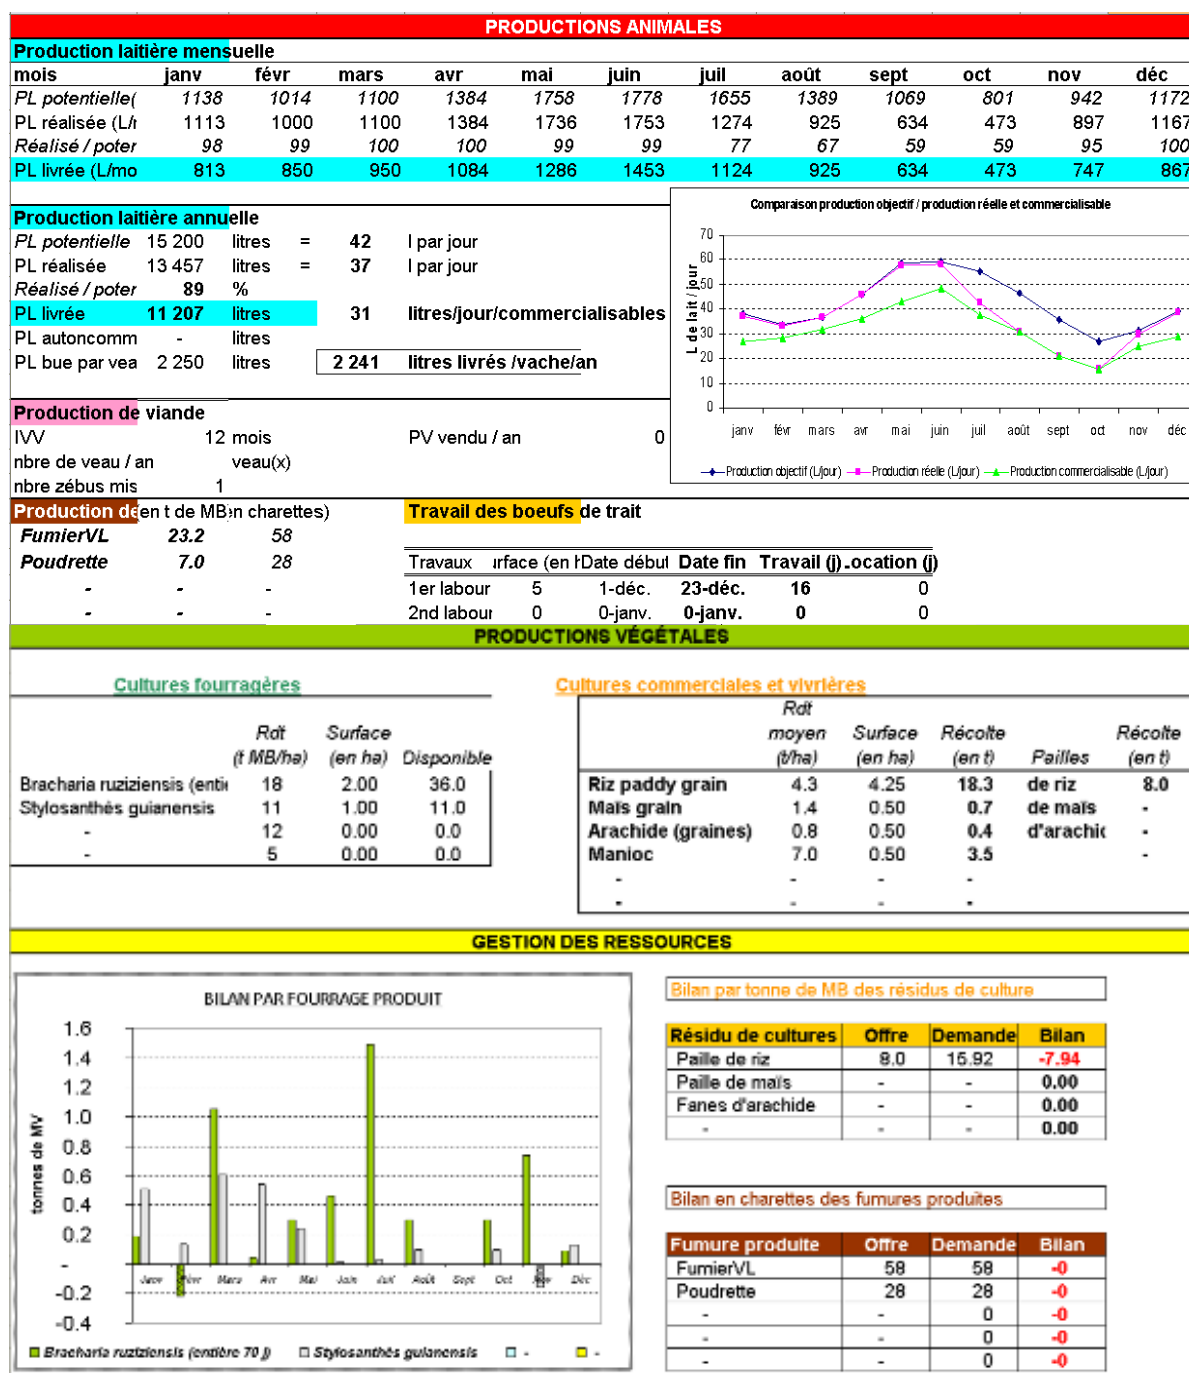 PRODUCTIONS ANIMALES
Production laitière mensuelle
mois janv févr mars avr mai juin juil août sept oct nov déc
PL potentielle( 1138 1014 1100 1384 1758 1778 1655 1389 1069 801 942 1172
PL réalisée (L/ 1113 1000 1100 1384 1736 1753 1274 925 634 473 897 1167
Réalisé / poter 98 99 100 100 99 99 77 67 59 59 95 100
PL livrée (L/mo 813 850 950 1084 1286 1453 1124 925 634 473 747 867
Production laitière annuelle
PL potentielle 15 200 litres = 42 l par jour
PL réalisée 13 457 litres = 37 l par jour
Réalisé / poter 89 %
PL livrée 11 207 litres 31 litres/jour/commercialisables
PL autoconsomm - litres
PL bue par vea 2 250 litres 2 241 litres livrés /vache/an
Comparaison production objectif / production réelle et commercialisable
L de lait / jour
70
60
50
40
30
20
10
0
janv févr mars avr mai juin juil août sept oct nov déc
Production objectif (L/jour) Production réelle (L/jour) Production commercialisable (L/jour)
Production de viande
IVV 12 mois PV vendu / an 0
nbre de veau / an veau(x)
nbre zébus mis 1
Production de (en t de MB en charettes)
FumierVL 23.2 58
Poudrette 7.0 28
- - -
- - -
Travail des boeufs de trait
Travaux urface (en h Date début Date fin Travail (j) Location (j)
1er labour 5 1-déc. 23-déc. 16 0
2nd labour 0 0-janv. 0-janv. 0 0
PRODUCTIONS VÉGÉTALES
Cultures fourragères
Rdt (t MB/ha) Surface (en ha) Disponible
Bracharia ruziziensis (entiè 18 2.00 36.0
Stylosanthès guianensis 11 1.00 11.0
- 12 0.00 0.0
- 5 0.00 0.0
Cultures commerciales et vivrières
Rdt moyen (t/ha) Surface (en ha) Récolte (en t) Pailles Récolte (en t)
Riz paddy grain 4.3 4.25 18.3 de riz 8.0
Maïs grain 1.4 0.50 0.7 de maïs -
Arachide (graines) 0.8 0.50 0.4 d'arachic -
Manioc 7.0 0.50 3.5 -
- - - -
- - - -
GESTION DES RESSOURCES
BILAN PAR FOURRAGE PRODUIT
tonnes de MV
1.6
1.4
1.2
1.0
0.8
0.6
0.4
0.2
-
-0.2
-0.4
Janv Févr Mars Avr Mai Juin Juil Août Sept Oct Nov Déc
Bracharia ruziziensis (entière 70 j) Stylosanthès guianensis - -
Bilan par tonne de MB des résidus de culture
Résidu de cultures Offre Demande Bilan
Paille de riz 8.0 15.92 -7.94
Paille de maïs - - 0.00
Fanes d'arachide - - 0.00
- - - 0.00
Bilan en charettes des fumures produites
Fumure produite Offre Demande Bilan
FumierVL 58 58 -0
Poudrette 28 28 -0
- - 0 -0
- - 0 -0
- - 0 -0